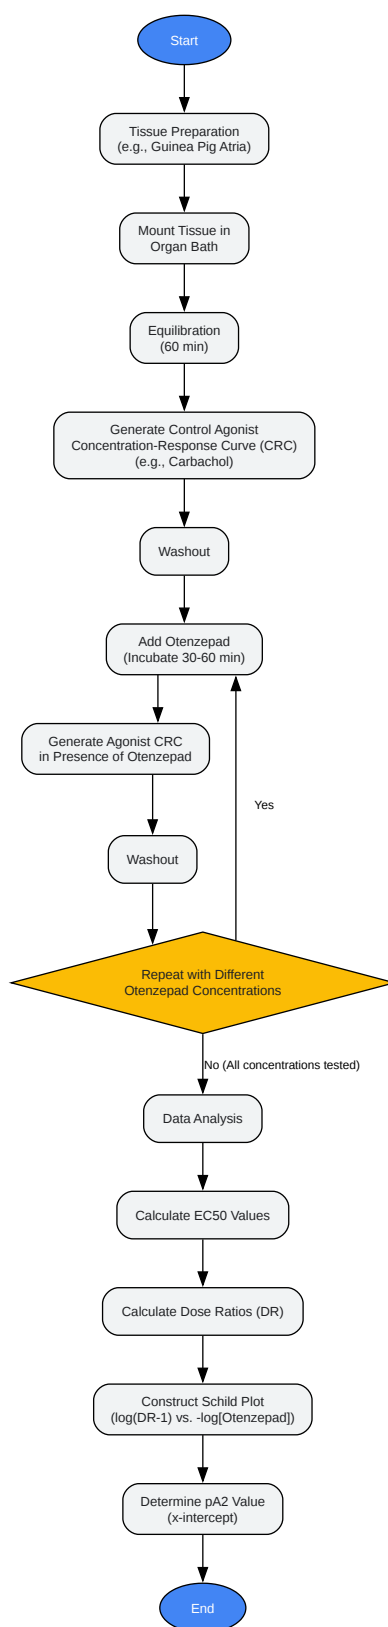 Start
Tissue Preparation
(e.g., Guinea Pig Atria)
Mount Tissue in
Organ Bath
Equilibration
(60 min)
Generate Control Agonist
Concentration-Response Curve (CRC)
(e.g., Carbachol)
Washout
Add Otenzepad
(Incubate 30-60 min)
Generate Agonist CRC
in Presence of Otenzepad
Yes
Washout
Repeat with Different
Otenzepad Concentrations
No (All concentrations tested)
Data Analysis
Calculate EC50 Values
Calculate Dose Ratios (DR)
Construct Schild Plot
(log(DR-1) vs. -log[Otenzepad])
Determine pA2 Value
(x-intercept)
End